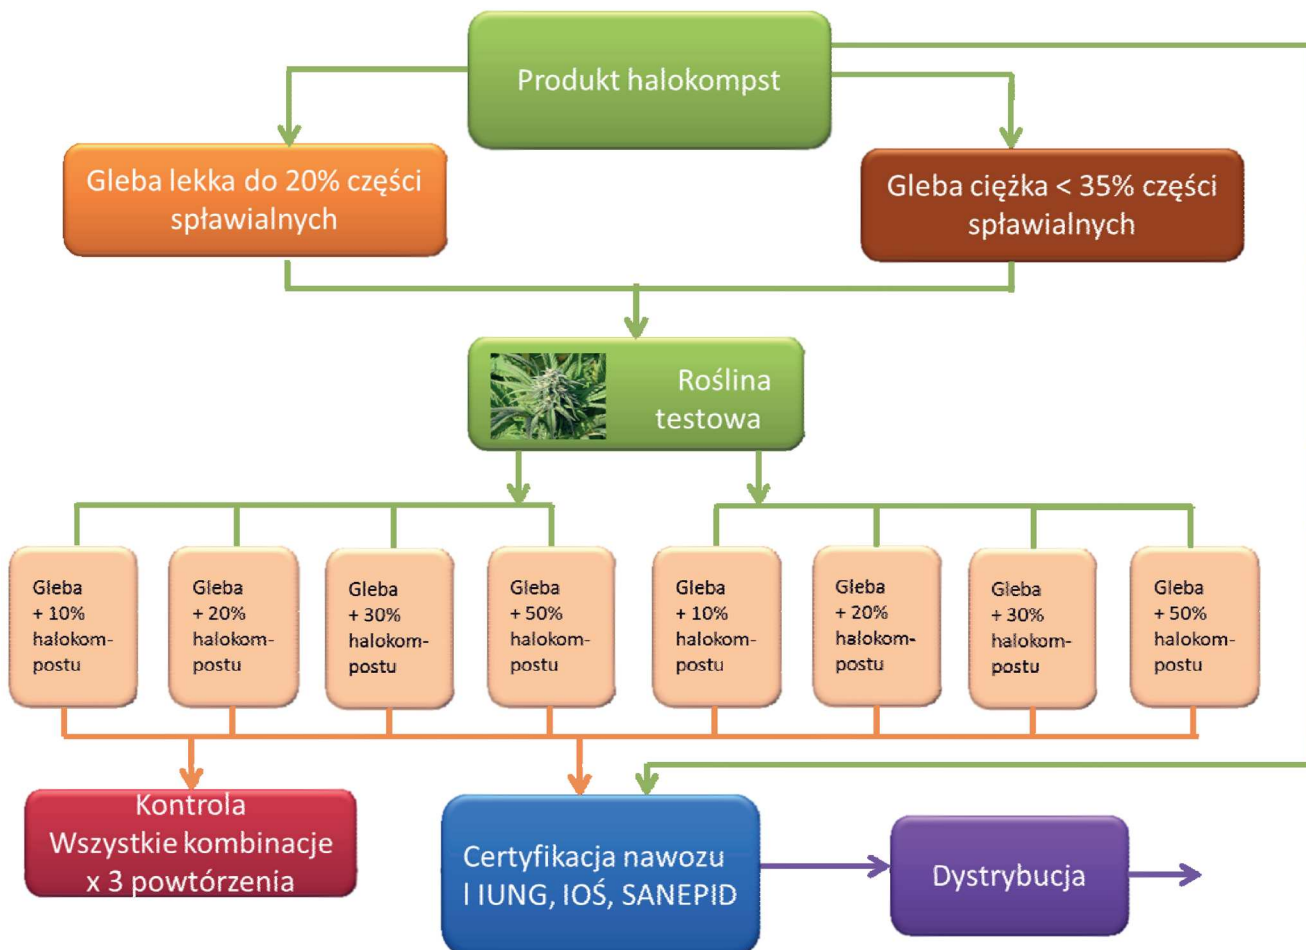 Produkt halokompst
Gleba lekka do 20% części
spławialnych
Gleba ciężka < 35% części
spławialnych
Roślina
testowa
Gleba
+ 10%
halokom-
postu
Gleba
+ 20%
halokom-
postu
Gleba
+ 30%
halokom-
postu
Gleba
+ 50%
halokom-
postu
Gleba
+ 10%
halokom-
postu
Gleba
+ 20%
halokom-
postu
Gleba
+ 30%
halokom-
postu
Gleba
+ 50%
halokom-
postu
Kontrola
Wszystkie kombinacje
x 3 powtórzenia
Certyfikacja nawozu
I IUNG, IOŚ, SANEPID
Dystrybucja